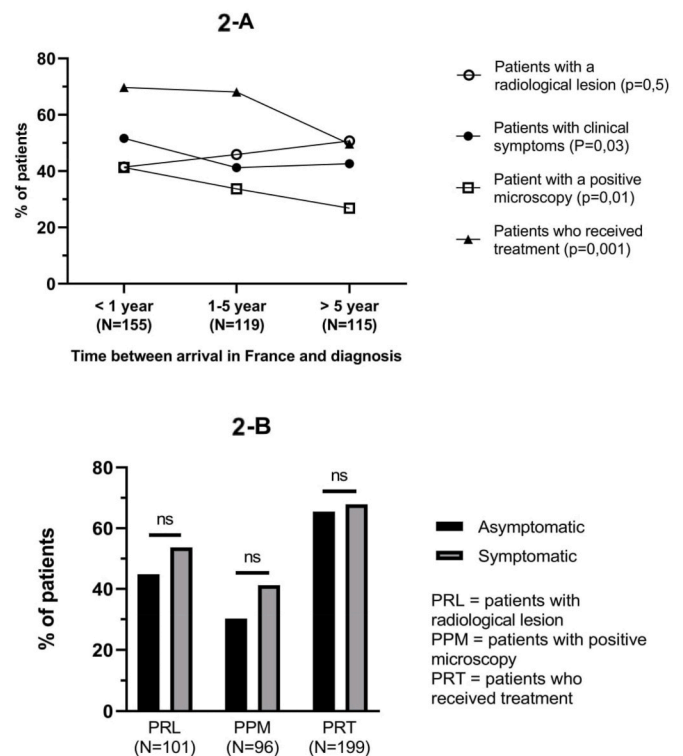 2-A
80
60
40
20
0
% of patients
< 1 year
(N=155)
1-5 year
(N=119)
> 5 year
(N=115)
Time between arrival in France and diagnosis
Patients with a
radiological lesion (p=0,5)
Patients with clinical
symptoms (P=0,03)
Patient with a positive
microscopy (p=0,01)
Patients who received
treatment (p=0,001)
2-B
80
60
40
20
0
% of patients
ns
ns
ns
PRL
(N=101)
PPM
(N=96)
PRT
(N=199)
Asymptomatic
Symptomatic
PRL = patients with
radiological lesion
PPM = patients with positive
microscopy
PRT = patients who
received treatment